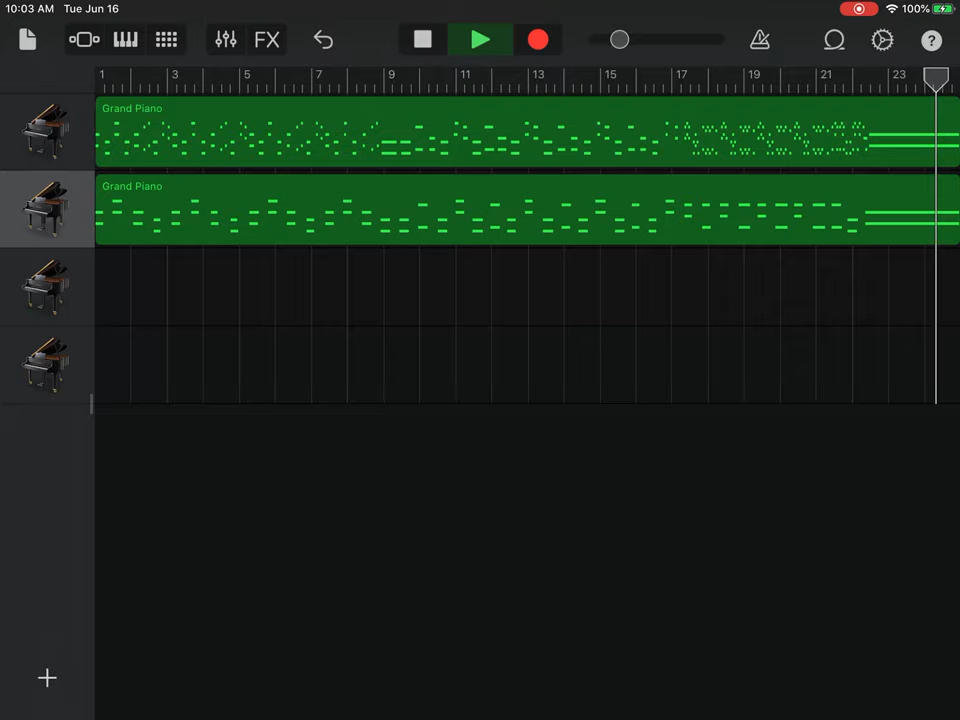 10:03 AM Tue Jun 16 100%
FX ?
1 3 5 7 9 11 13 15 17 19 21 23
Grand Piano
Grand Piano